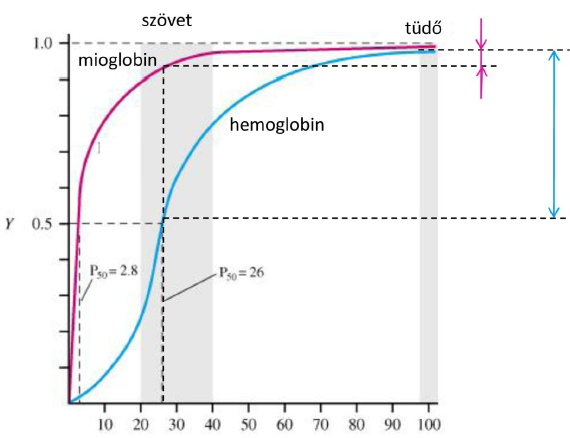 szövet
tüdő
1.0
mioglobin
hemoglobin
Y
0.5
P50 = 2.8
P50 = 26
10 20 30 40 50 60 70 80 90 100